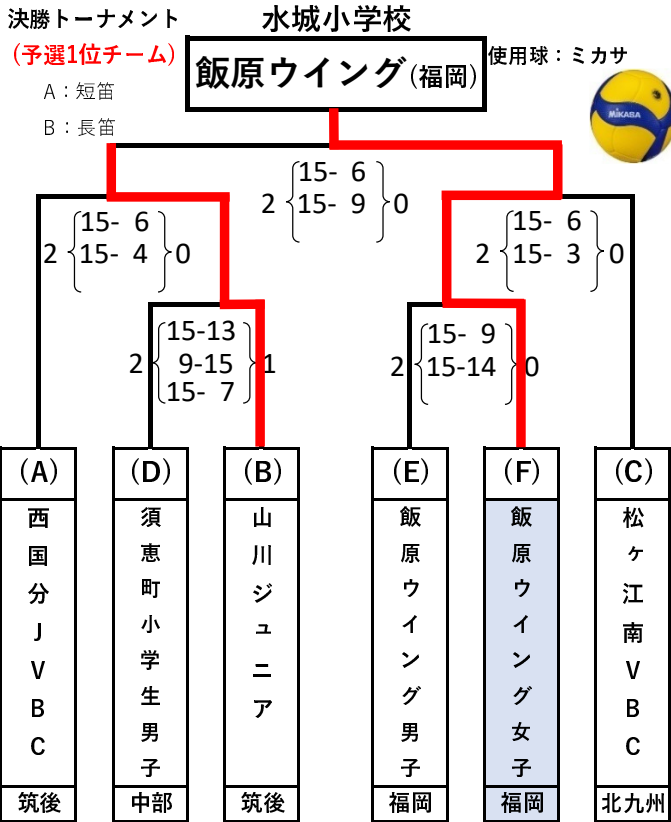 決勝トーナメント
水城小学校
(予選1位チーム)
飯原ウイング(福岡)
使用球：ミカサ
A：短笛
B：長笛
MIKASA
15- 6
2 15- 9 0
15- 6
2 15- 4 0
15- 6
2 15- 3 0
15-13
2 9-15 1
15- 7
15- 9
2 15-14 0
(A)
西国分JVBC
筑後
(D)
須恵町小学生男子
中部
(B)
山川ジュニア
筑後
(E)
飯原ウイング男子
福岡
(F)
飯原ウイング女子
福岡
(C)
松ヶ江南VBC
北九州